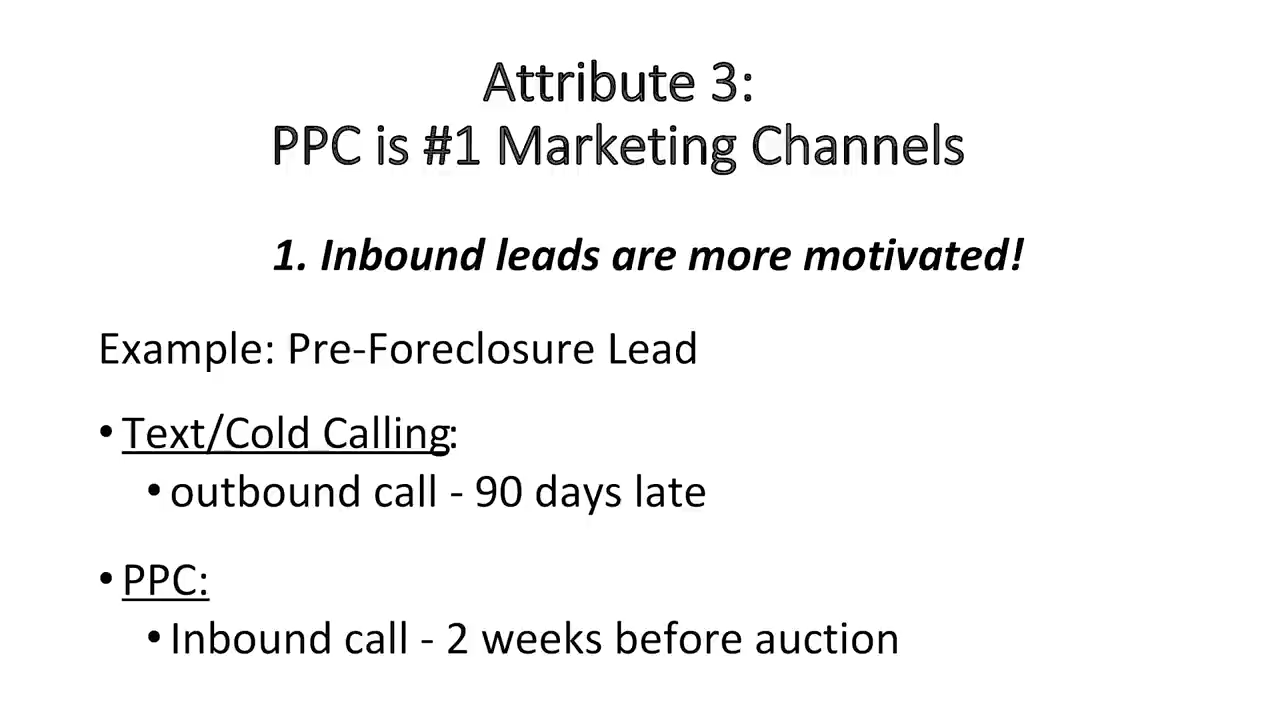 Attribute 3:
PPC is #1 Marketing Channels
1. Inbound leads are more motivated!
Example: Pre-Foreclosure Lead
• Text/Cold Calling:
• outbound call - 90 days late
• PPC:
• Inbound call - 2 weeks before auction